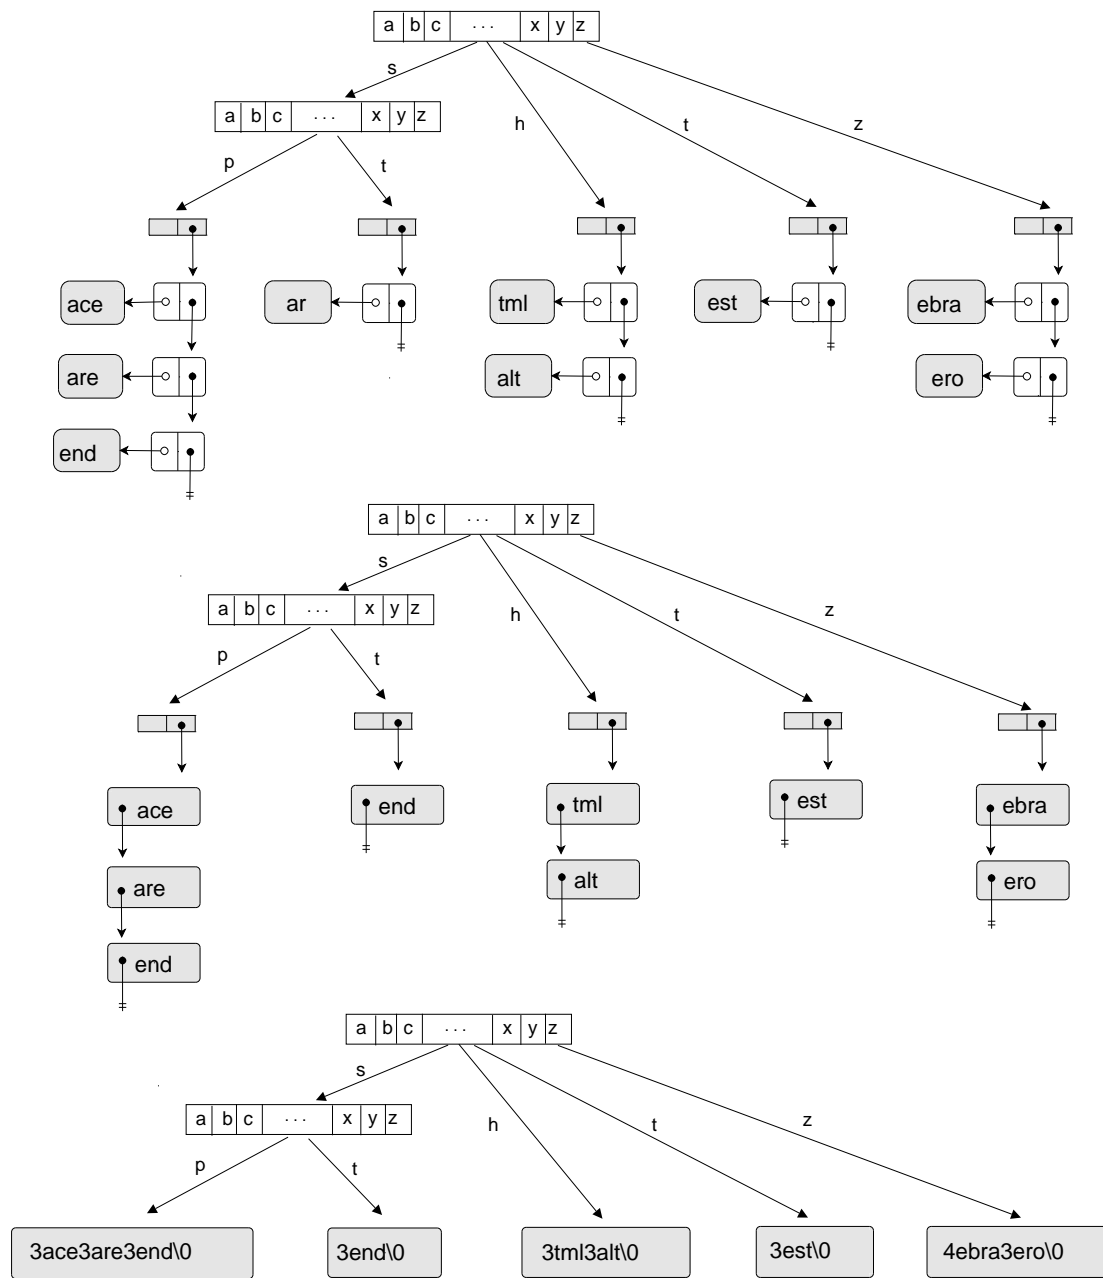 a b c ... x y z
s
a b c ... x y z
h t z
p t
ace ar tml est ebra
are alt ero
end
a b c ... x y z
s
a b c ... x y z
h t z
p t
ace end tml est ebra
are alt ero
end
a b c ... x y z
s
a b c ... x y z
h t z
p t
3ace3are3end\0 3end\0 3tml3alt\0 3est\0 4ebra3ero\0